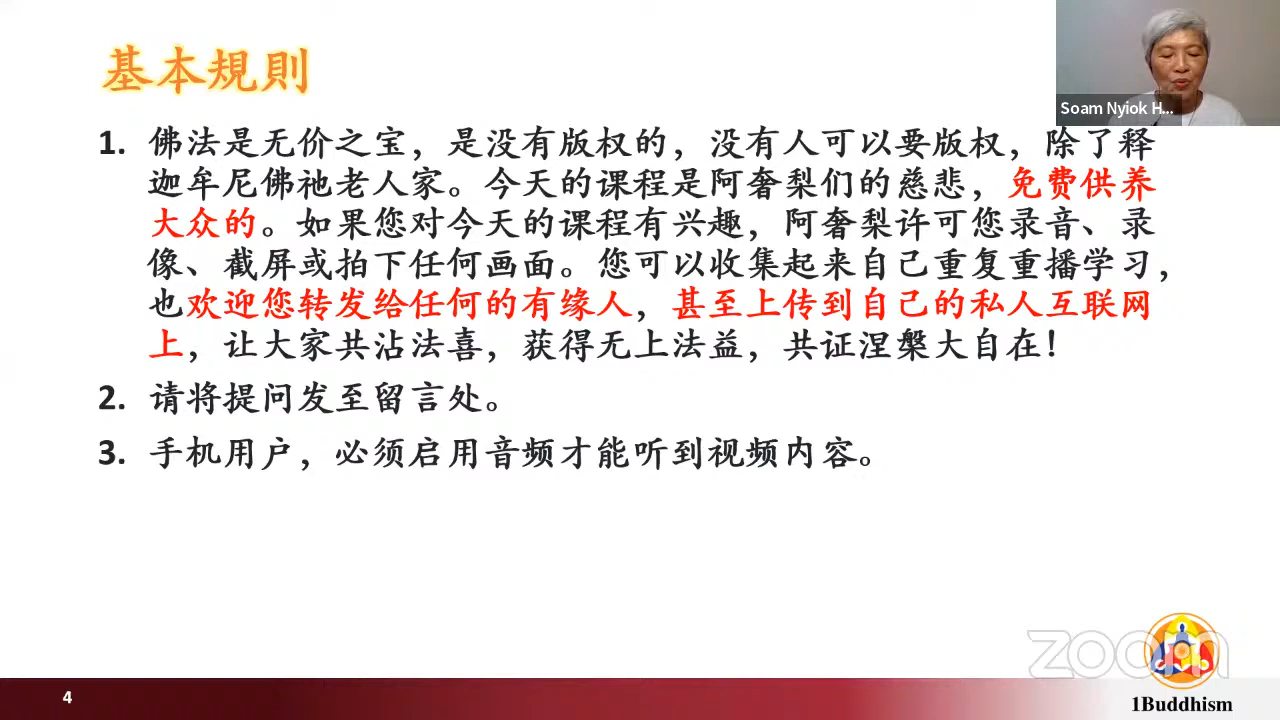 基本規則
Soam Nyiok H...
1. 佛法是无价之宝，是没有版权的，没有人可以要版权，除了释
迦牟尼佛祂老人家。今天的课程是阿奢梨们的慈悲，免费供养
大众的。如果您对今天的课程有兴趣，阿奢梨许可您录音、录
像、截屏或拍下任何画面。您可以收集起来自己重复重播学习，
也欢迎您转发给任何的有缘人，甚至上传到自己的私人互联网
上，让大家共沾法喜，获得无上法益，共证涅槃大自在！
2. 请将提问发至留言处。
3. 手机用户，必须启用音频才能听到视频内容。
zoom
4
1Buddhism